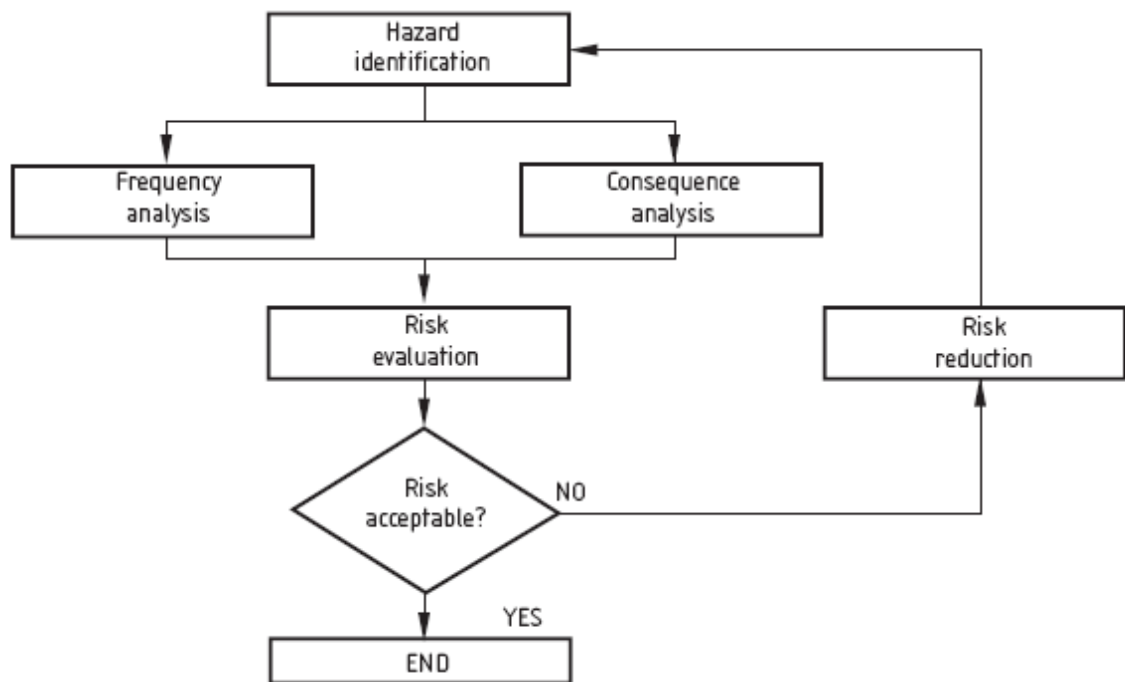 Hazard
identification
Frequency
analysis
Consequence
analysis
Risk
evaluation
Risk
reduction
Risk
acceptable?
NO
YES
END